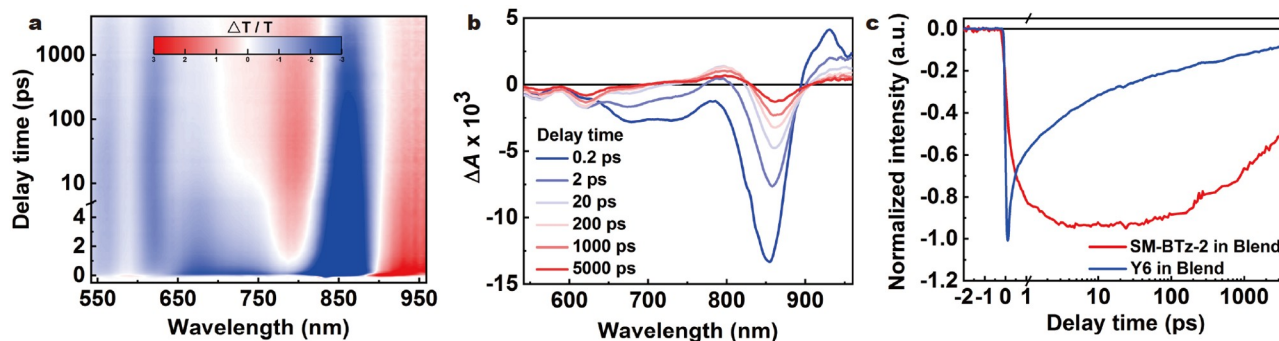 a
ΔT / T
3 2 1 0 -1 -2 -3
1000
100
10
4
2
0
Delay time (ps)
550 650 750 850 950
Wavelength (nm)
b
5
0
-5
-10
-15
ΔA x 10³
Delay time
0.2 ps
2 ps
20 ps
200 ps
1000 ps
5000 ps
600 700 800 900
Wavelength (nm)
c
0.0
-0.2
-0.4
-0.6
-0.8
-1.0
-1.2
Normalized intensity (a.u.)
SM-BTz-2 in Blend
Y6 in Blend
-2 -1 0 1 10 100 1000
Delay time (ps)